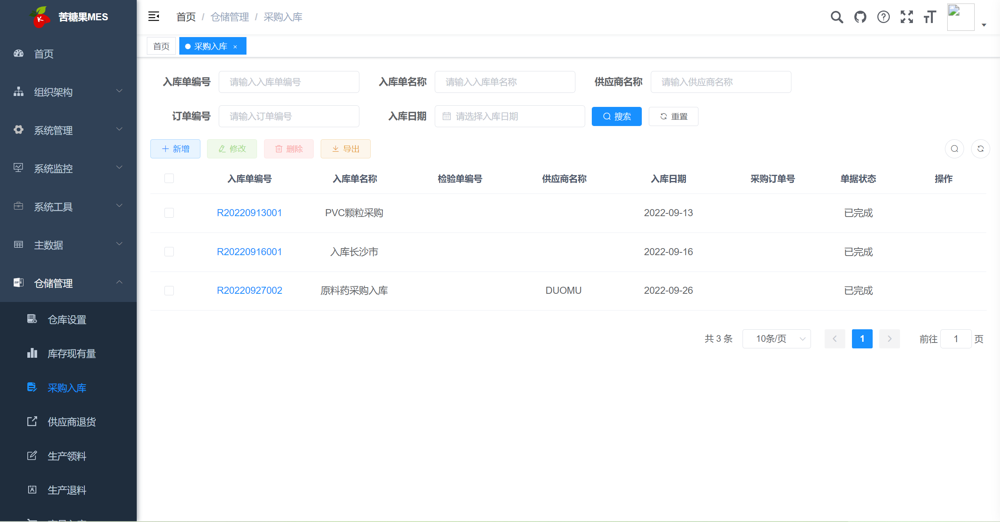 苦糖果MES
首页
组织架构
系统管理
系统监控
系统工具
主数据
仓储管理
仓库设置
库存现有量
采购入库
供应商退货
生产领料
生产退料
首页 / 仓储管理 / 采购入库
首页
采购入库 ×
入库单编号 请输入入库单编号 入库单名称 请输入入库单名称 供应商名称 请输入供应商名称
订单编号 请输入订单编号 入库日期 请选择入库日期 搜索 重置
新增 修改 删除 导出
入库单编号 入库单名称 检验单编号 供应商名称 入库日期 采购订单号 单据状态 操作
R20220913001 PVC颗粒采购 2022-09-13 已完成
R20220916001 入库长沙市 2022-09-16 已完成
R20220927002 原料药采购入库 DUOMU 2022-09-26 已完成
共 3 条 10条/页 1 前往 1 页